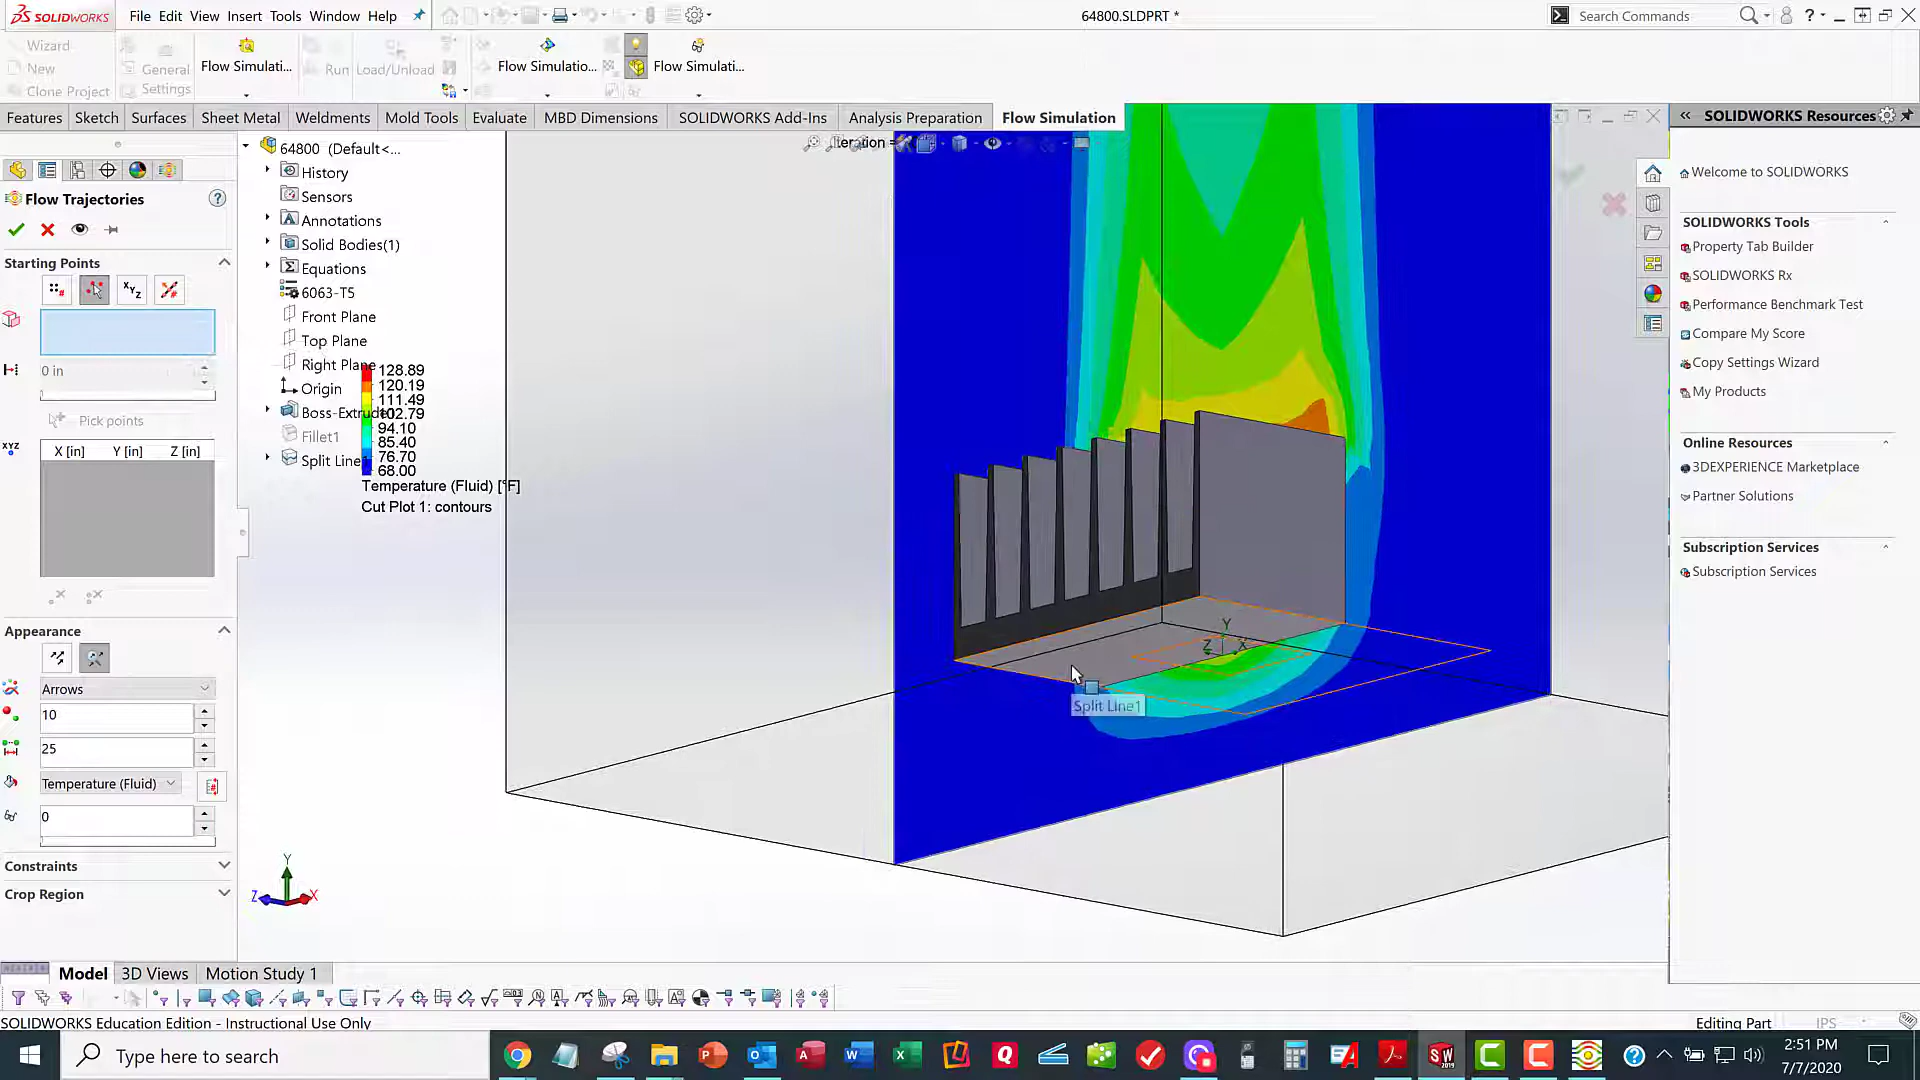 SOLIDWORKS File Edit View Insert Tools Window Help 64800.SLDPRT * Search Commands
Wizard
New
Clone Project
General Settings
Flow Simulati...
Run
Load/Unload
Flow Simulatio...
Flow Simulati...
Features Sketch Surfaces Sheet Metal Weldments Mold Tools Evaluate MBD Dimensions SOLIDWORKS Add-Ins Analysis Preparation Flow Simulation
Iteration =
Flow Trajectories
Starting Points
0 in
Pick points
X [in] Y [in] Z [in]
Appearance
Arrows
10
25
Temperature (Fluid)
0
Constraints
Crop Region
64800 (Default<...
History
Sensors
Annotations
Solid Bodies(1)
Equations
6063-T5
Front Plane
Top Plane
Right Plane
Origin
Boss-Extrude
Fillet1
Split Line
128.89
120.19
111.49
102.79
94.10
85.40
76.70
68.00
Temperature (Fluid) [°F]
Cut Plot 1: contours
Y
Z X
Split Line1
Y
Z X
SOLIDWORKS Resources
Welcome to SOLIDWORKS
SOLIDWORKS Tools
Property Tab Builder
SOLIDWORKS Rx
Performance Benchmark Test
Compare My Score
Copy Settings Wizard
My Products
Online Resources
3DEXPERIENCE Marketplace
Partner Solutions
Subscription Services
Subscription Services
Model 3D Views Motion Study 1
SOLIDWORKS Education Edition - Instructional Use Only
Editing Part IPS
Type here to search
2:51 PM
7/7/2020